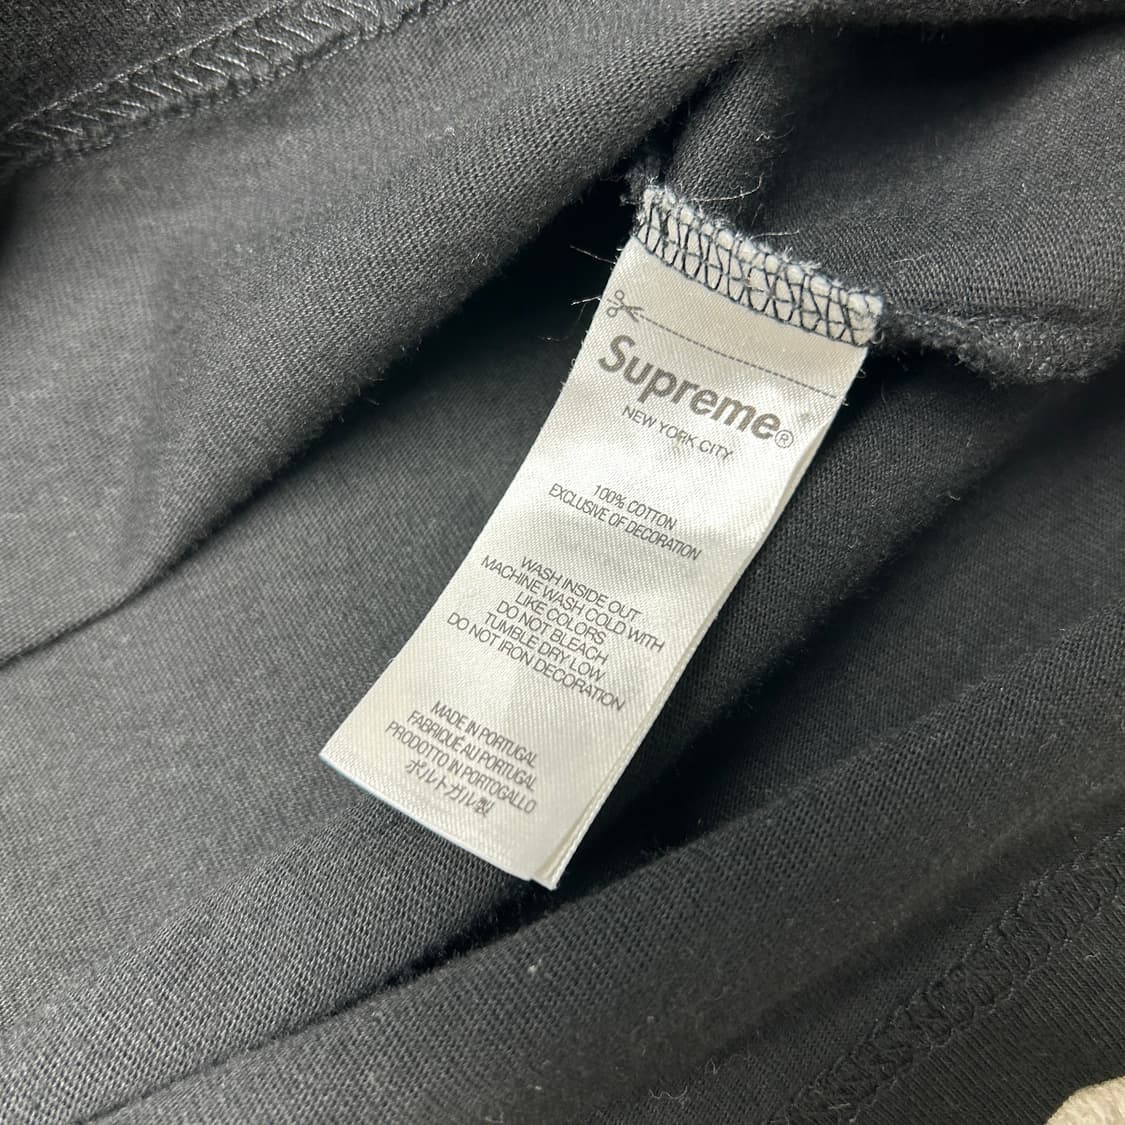 Supreme®
NEW YORK CITY
100% COTTON
EXCLUSIVE OF DECORATION
WASH INSIDE OUT
MACHINE WASH COLD WITH
LIKE COLORS
DO NOT BLEACH
TUMBLE DRY LOW
DO NOT IRON DECORATION
MADE IN PORTUGAL
FABRIQUÉ AU PORTUGAL
PRODOTTO IN PORTOGALLO
ポルトガル製